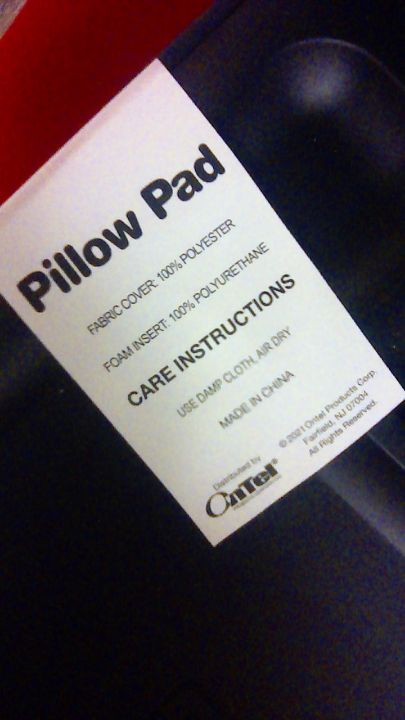 Pillow Pad
FABRIC COVER: 100% POLYESTER
FOAM INSERT: 100% POLYURETHANE
CARE INSTRUCTIONS
USE DAMP CLOTH, AIR DRY
MADE IN CHINA
© 2021 Ontel Products Corp.
Fairfield, NJ 07004
All Rights Reserved.
Distributed by
OnTel®